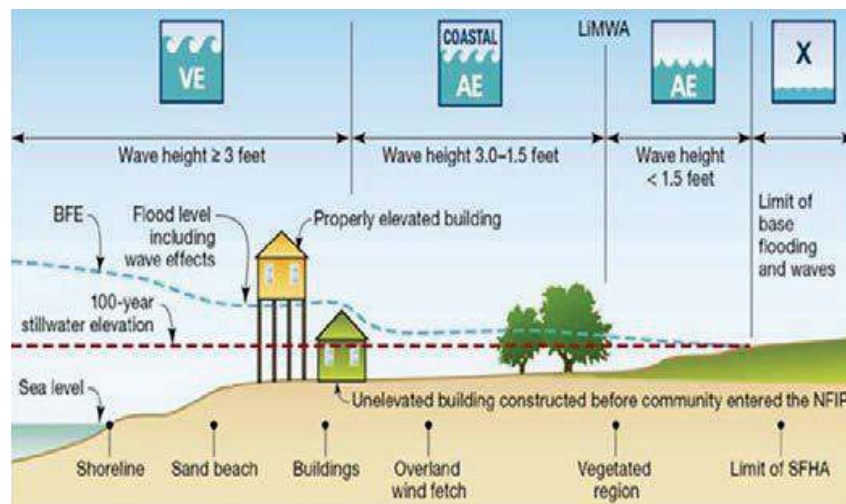 LiMWA
VE
COASTAL
AE
AE
X
Wave height ≥ 3 feet
Wave height 3.0–1.5 feet
Wave height
< 1.5 feet
BFE
Flood level
including
wave effects
Properly elevated building
Limit of
base
flooding
and waves
100-year
stillwater elevation
Sea level
Unelevated building constructed before community entered the NFIP
Shoreline
Sand beach
Buildings
Overland
wind fetch
Vegetated
region
Limit of SFHA